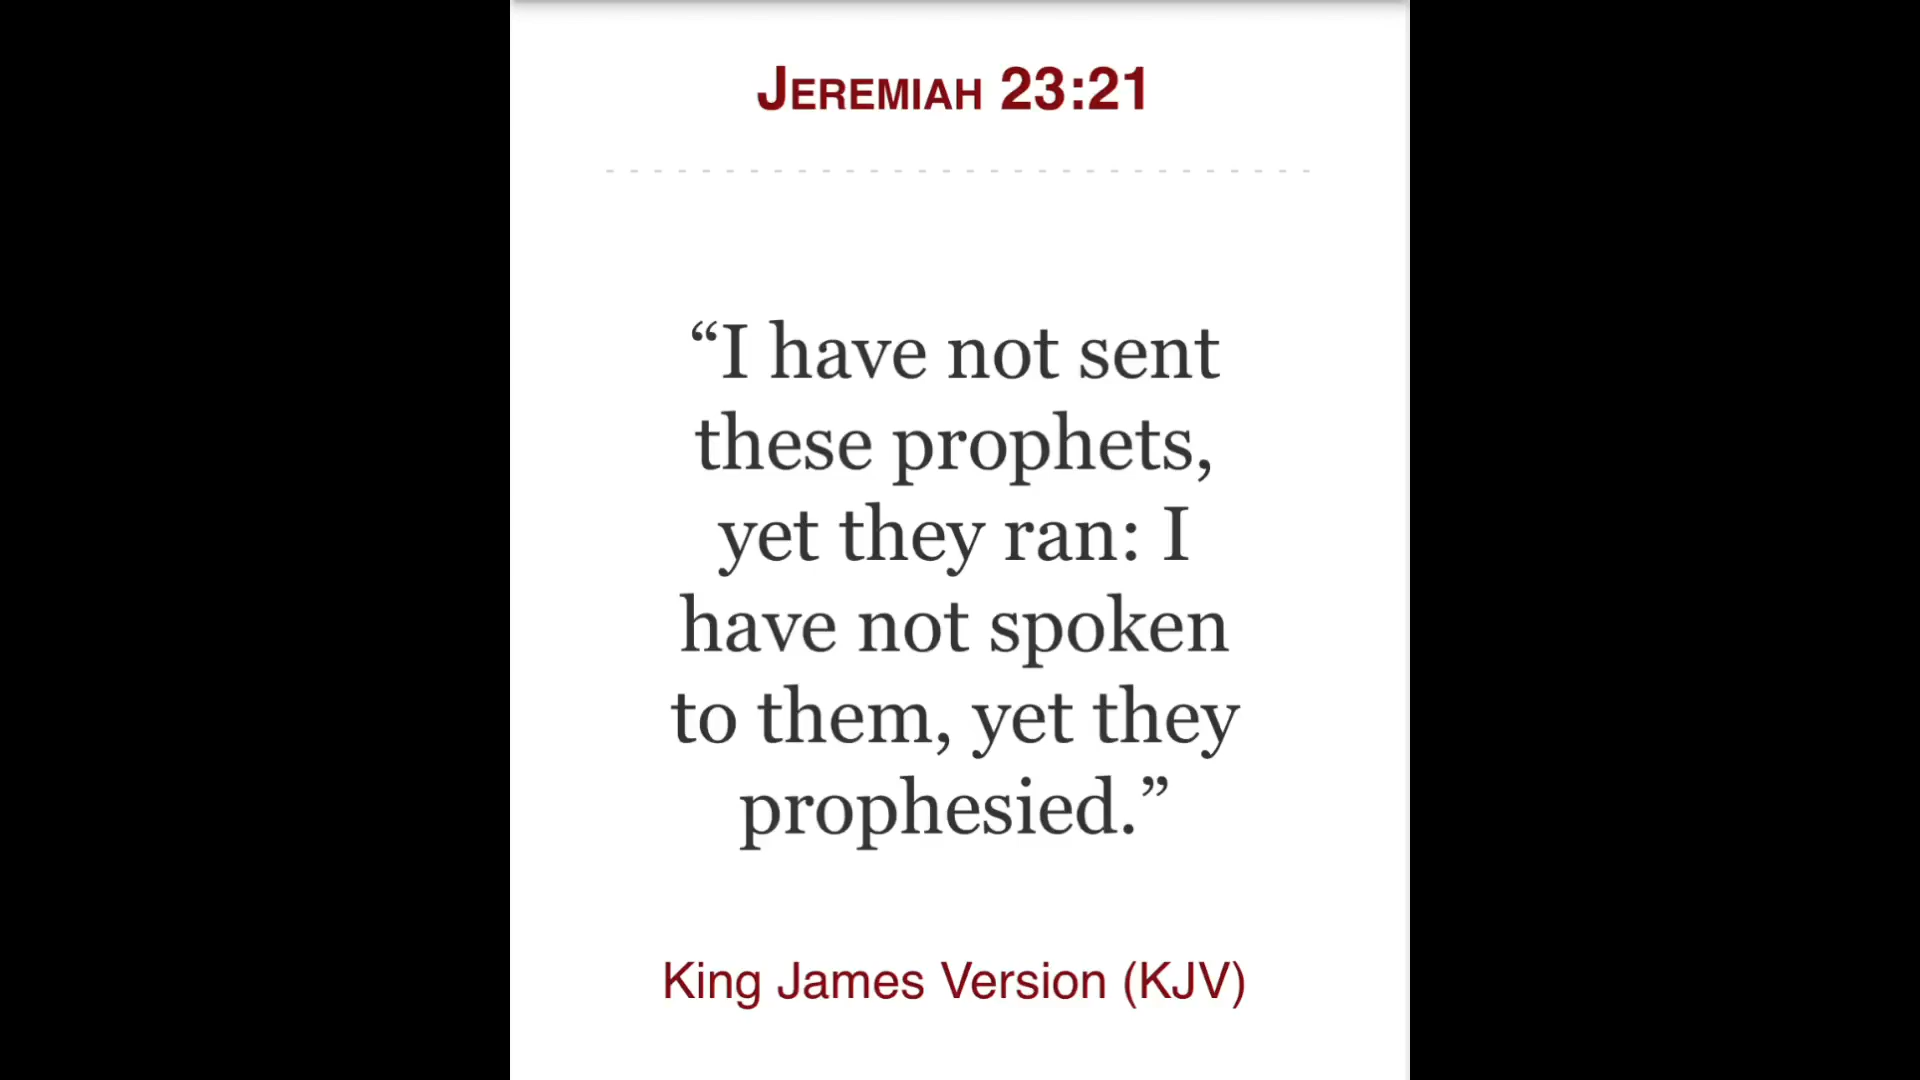 Jeremiah 23:21
“I have not sent
these prophets,
yet they ran: I
have not spoken
to them, yet they
prophesied.”
King James Version (KJV)